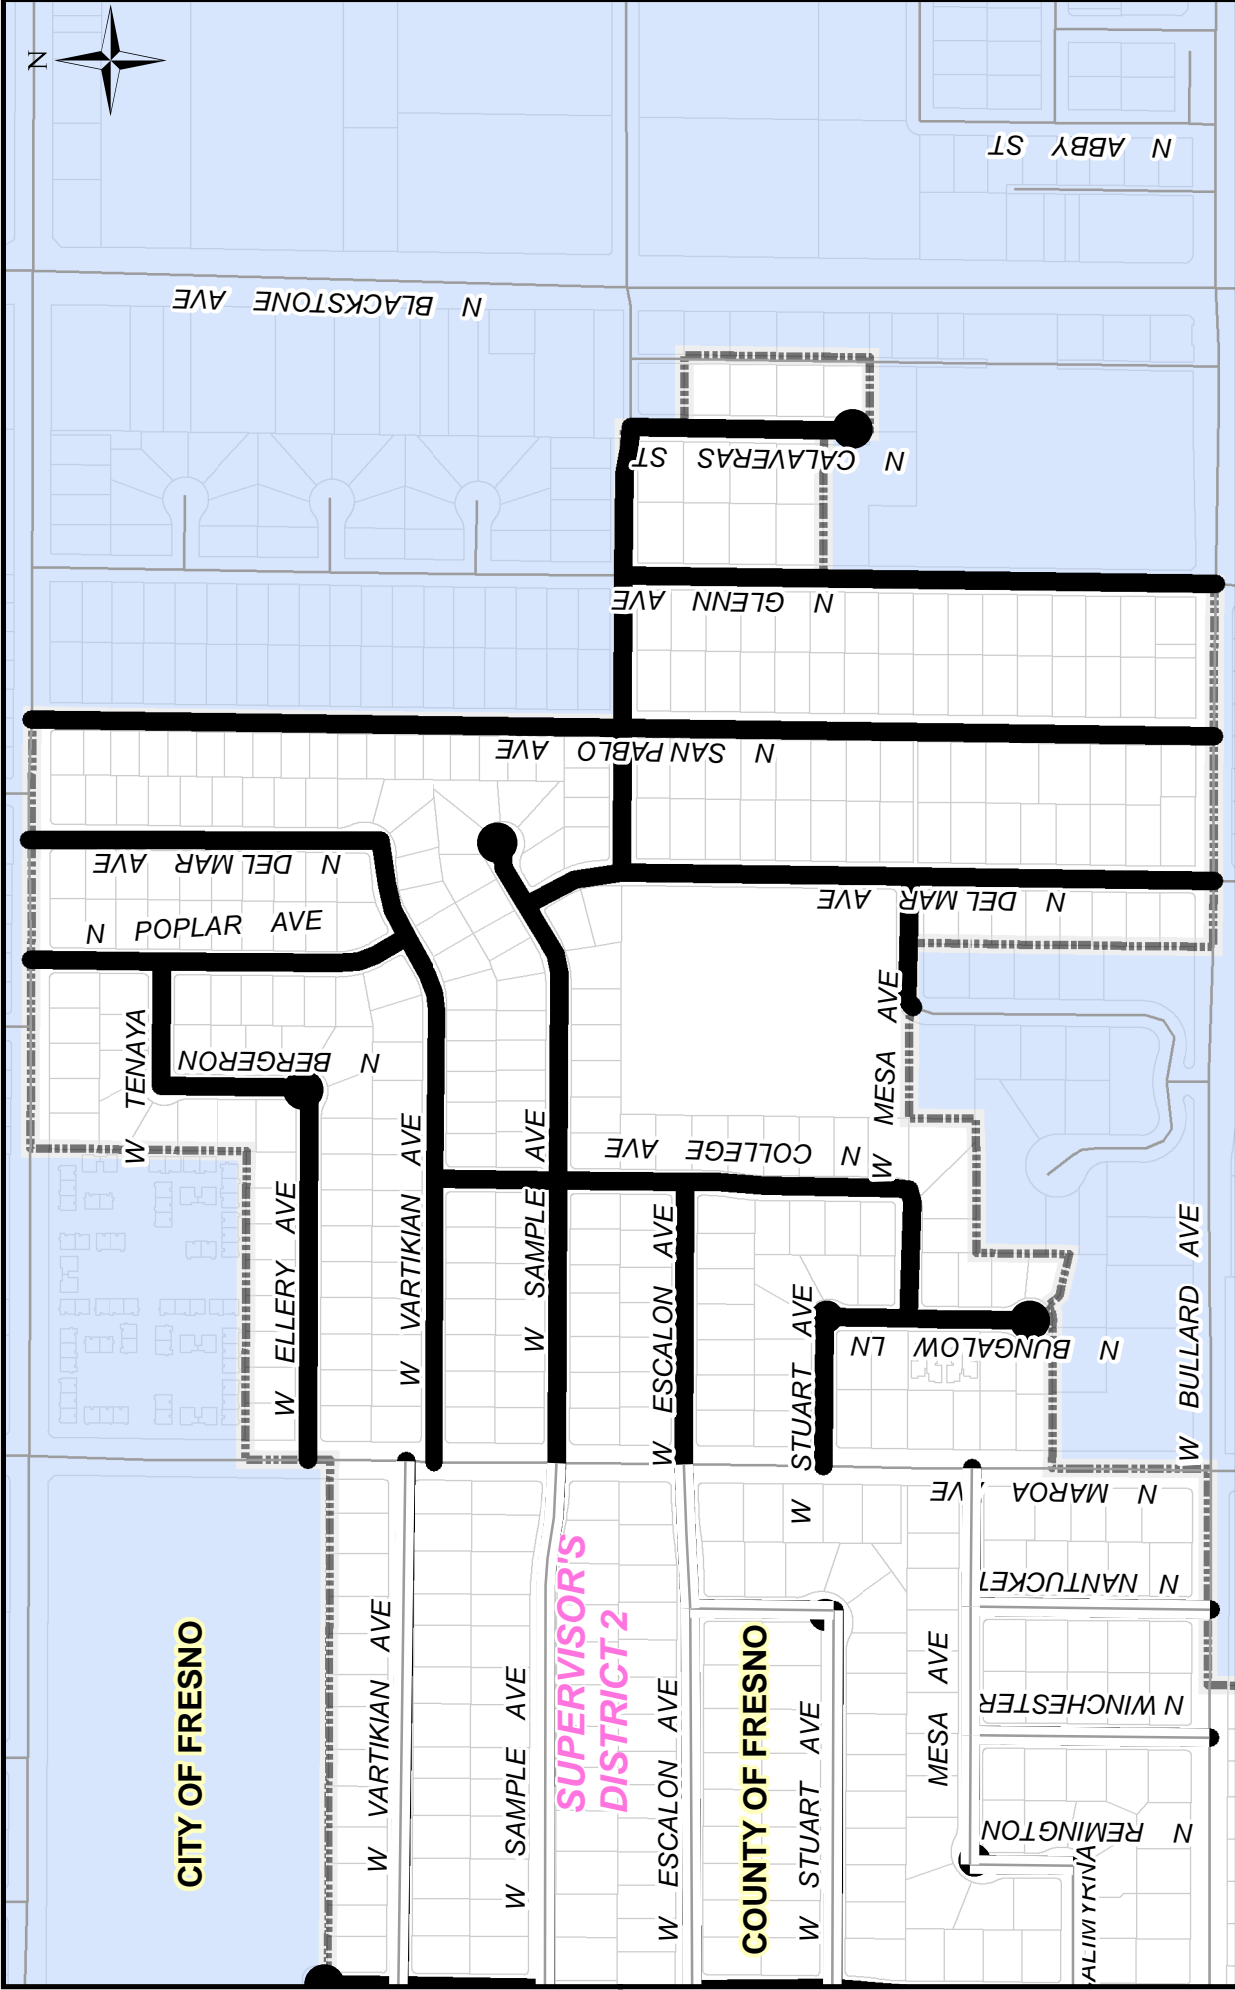 N
N ABBY ST
N BLACKSTONE AVE
N CALAVERAS ST
N GLENN AVE
N SAN PABLO AVE
N DEL MAR AVE
N DEL MAR AVE
N POPLAR AVE
W TENAYA
N BERGERON
W MESA AVE
N COLLEGE AVE
W ELLERY AVE
W VARTIKIAN AVE
W SAMPLE AVE
W ESCALON AVE
W STUART AVE
N BUNGALOW LN
W BULLARD AVE
N MAROA AVE
N NANTUCKET
N WINCHESTER
N REMINGTON
ALIMYRNA
MESA AVE
W VARTIKIAN AVE
W SAMPLE AVE
W ESCALON AVE
W STUART AVE
CITY OF FRESNO
SUPERVISOR'S
DISTRICT 2
COUNTY OF FRESNO